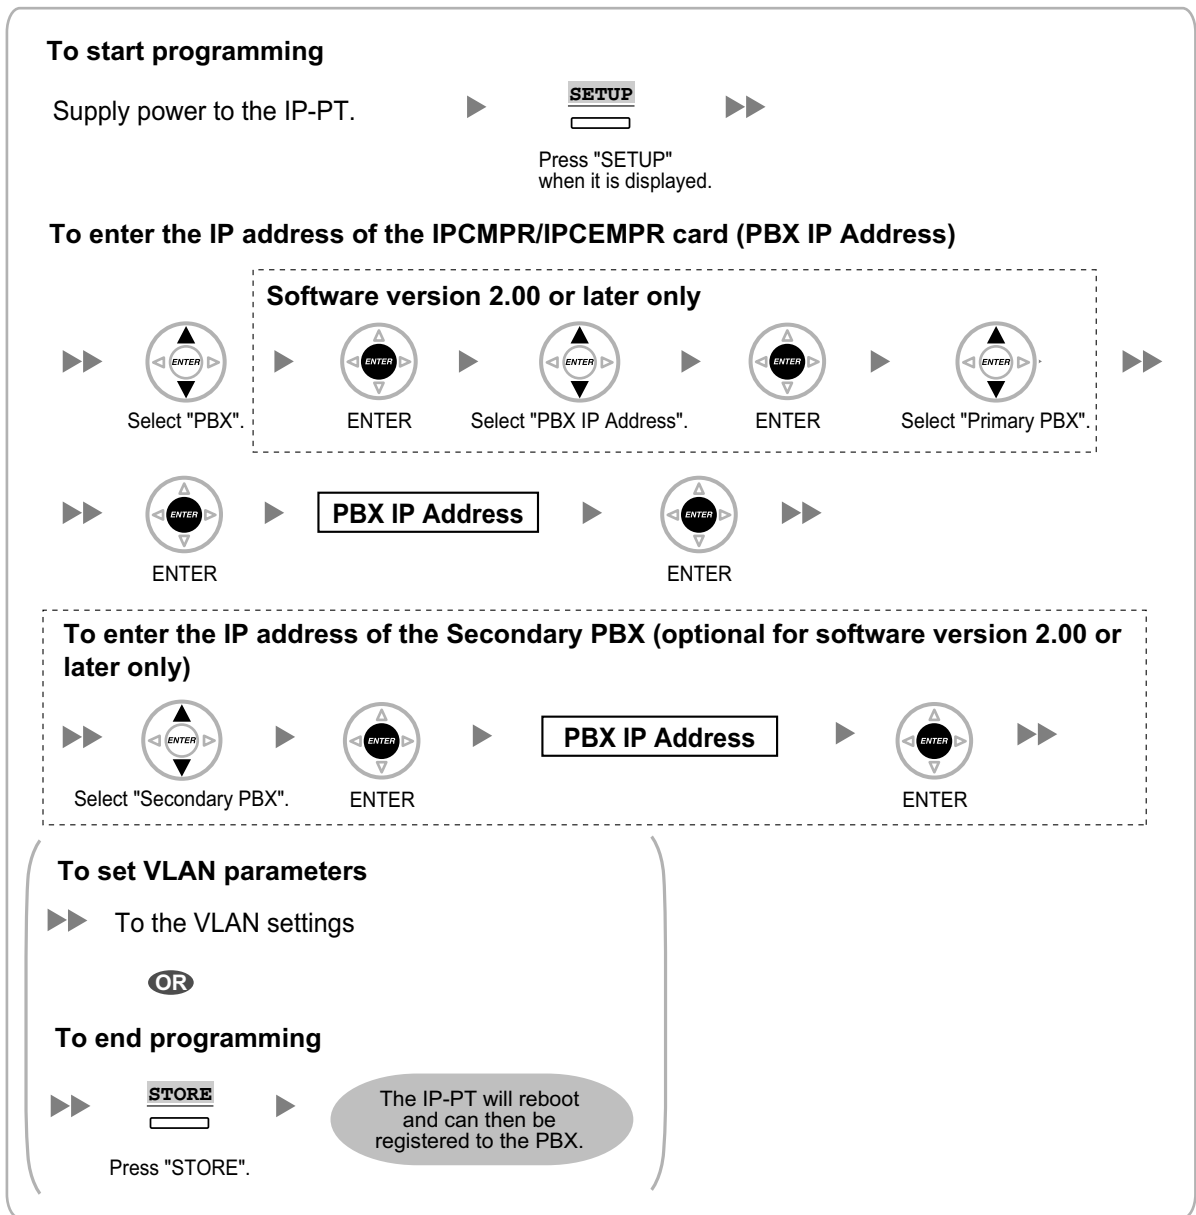 To start programming
Supply power to the IP-PT.
SETUP
Press "SETUP"
when it is displayed.
To enter the IP address of the IPCMPR/IPCEMPR card (PBX IP Address)
Software version 2.00 or later only
ENTER
ENTER
ENTER
ENTER
ENTER
Select "PBX".
ENTER
Select "PBX IP Address".
ENTER
Select "Primary PBX".
ENTER
PBX IP Address
ENTER
ENTER
ENTER
To enter the IP address of the Secondary PBX (optional for software version 2.00 or
later only)
ENTER
ENTER
PBX IP Address
ENTER
Select "Secondary PBX".
ENTER
ENTER
To set VLAN parameters
To the VLAN settings
OR
To end programming
STORE
The IP-PT will reboot
and can then be
registered to the PBX.
Press "STORE".